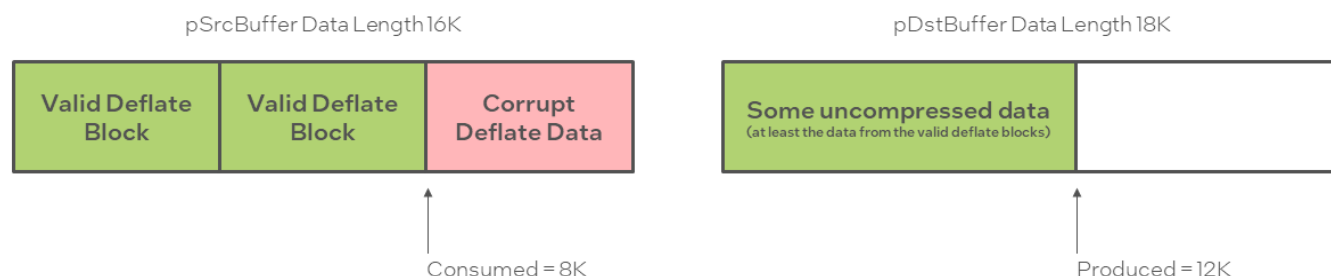 pSrcBuffer Data Length 16K
pDstBuffer Data Length 18K
Valid Deflate
Block
Valid Deflate
Block
Corrupt
Deflate Data
Some uncompressed data
(at least the data from the valid deflate blocks)
Consumed = 8K
Produced = 12K